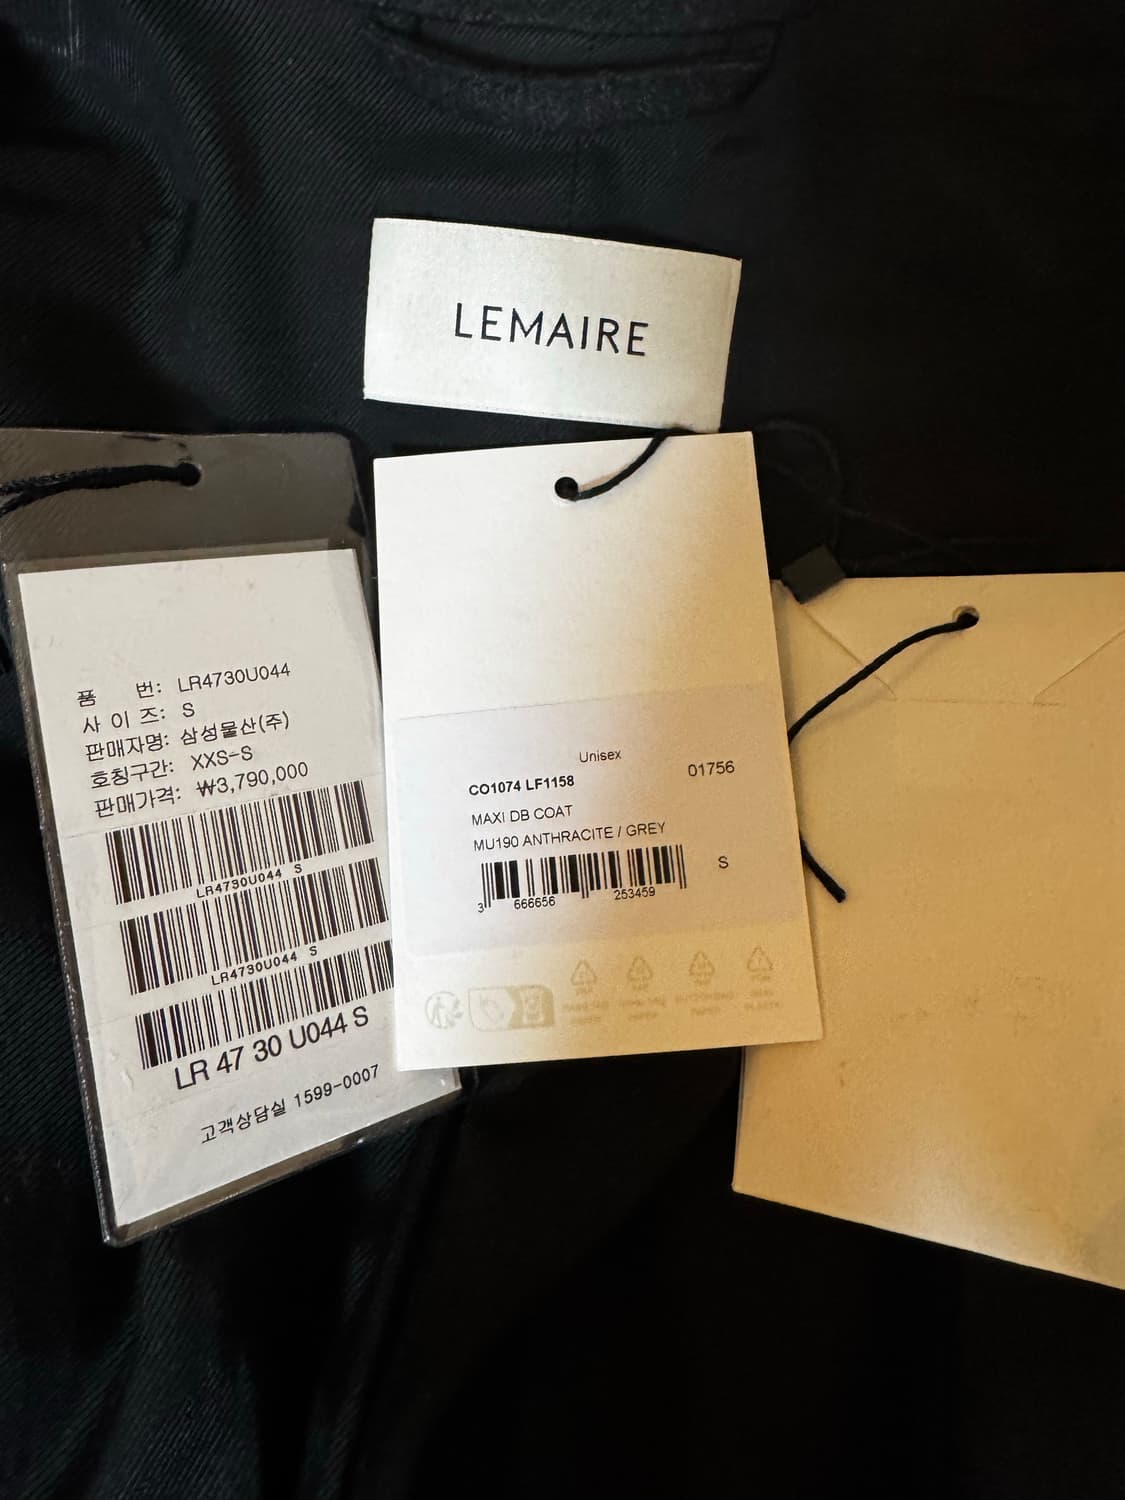 LEMAIRE
품 번: LR4730U044
사 이 즈: S
판매자명: 삼성물산(주)
호칭구간: XXS-S
판매가격: ₩3,790,000
LR4730U044 S
LR4730U044 S
LR 47 30 U044 S
고객상담실 1599-0007
Unisex
CO1074 LF1158
01756
MAXI DB COAT
MU190 ANTHRACITE / GREY
S
3 666656 253459